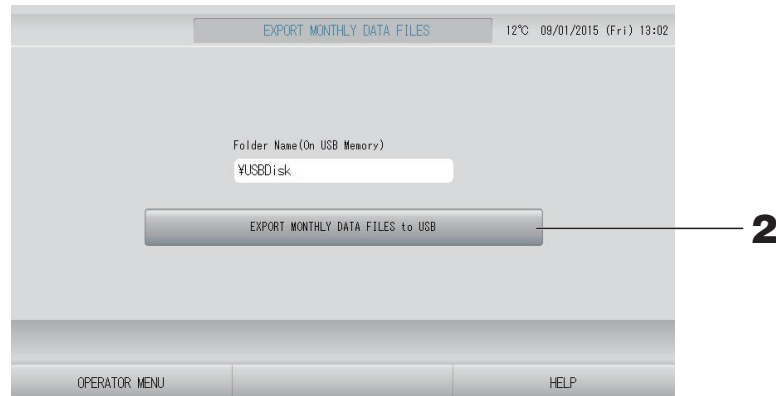 EXPORT MONTHLY DATA FILES
12℃ 09/01/2015 (Fri) 13:02
Folder Name(On USB Memory)
¥USBDisk
EXPORT MONTHLY DATA FILES to USB
2
OPERATOR MENU
HELP